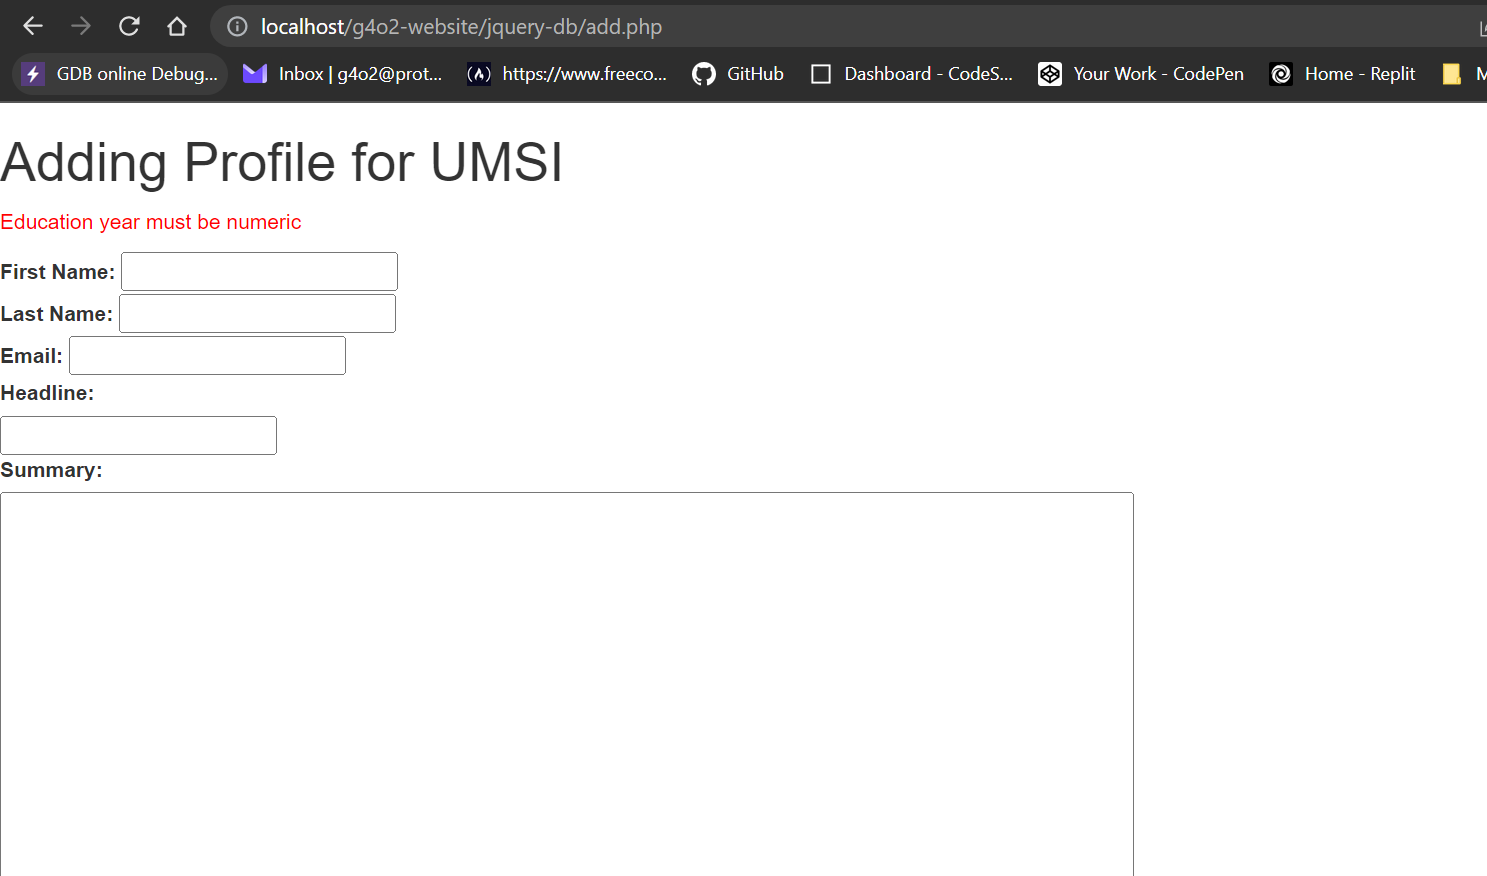 localhost/g4o2-website/jquery-db/add.php
GDB online Debug... Inbox | g4o2@prot... https://www.freeco... GitHub Dashboard - CodeS... Your Work - CodePen Home - Replit
Adding Profile for UMSI
Education year must be numeric
First Name:
Last Name:
Email:
Headline:
Summary: